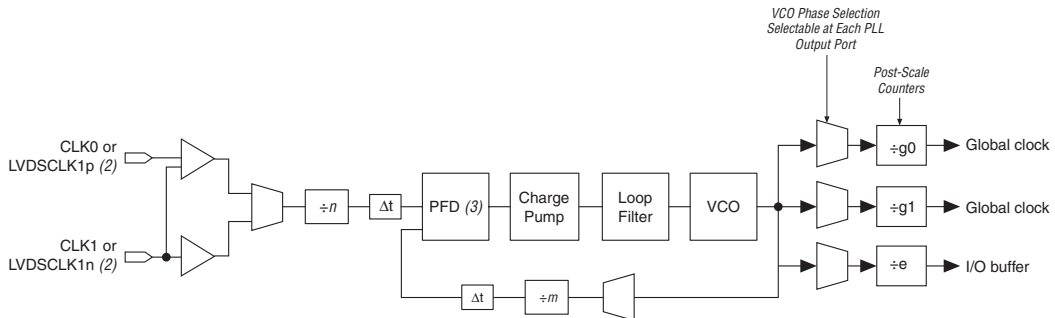 VCO Phase Selection
Selectable at Each PLL
Output Port
Post-Scale
Counters
CLK0 or
LVDSCLK1p (2)
÷g0
Global clock
÷n
Δt
PFD (3)
Charge
Pump
Loop
Filter
VCO
÷g1
Global clock
CLK1 or
LVDSCLK1n (2)
÷e
I/O buffer
Δt
÷m